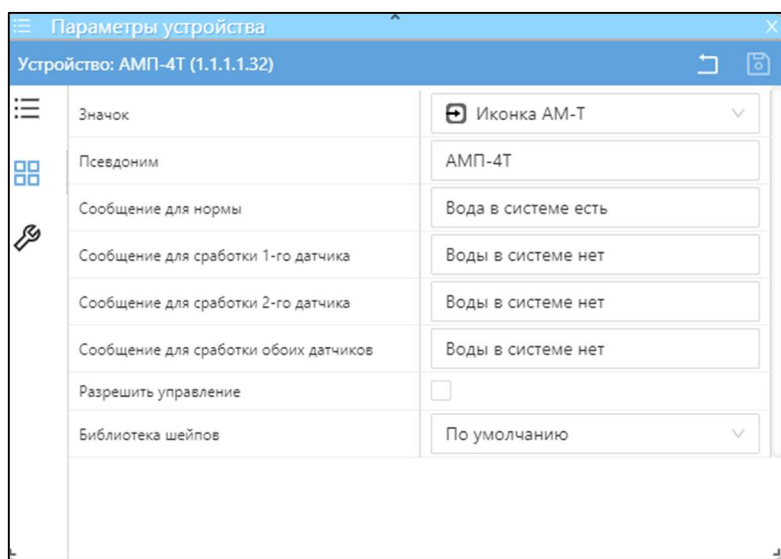 Параметры устройства
Устройство: АМП-4Т (1.1.1.1.32)
Значок Иконка АМ-Т
Псевдоним АМП-4Т
Сообщение для нормы Вода в системе есть
Сообщение для сработки 1-го датчика Воды в системе нет
Сообщение для сработки 2-го датчика Воды в системе нет
Сообщение для сработки обоих датчиков Воды в системе нет
Разрешить управление
Библиотека шейпов По умолчанию